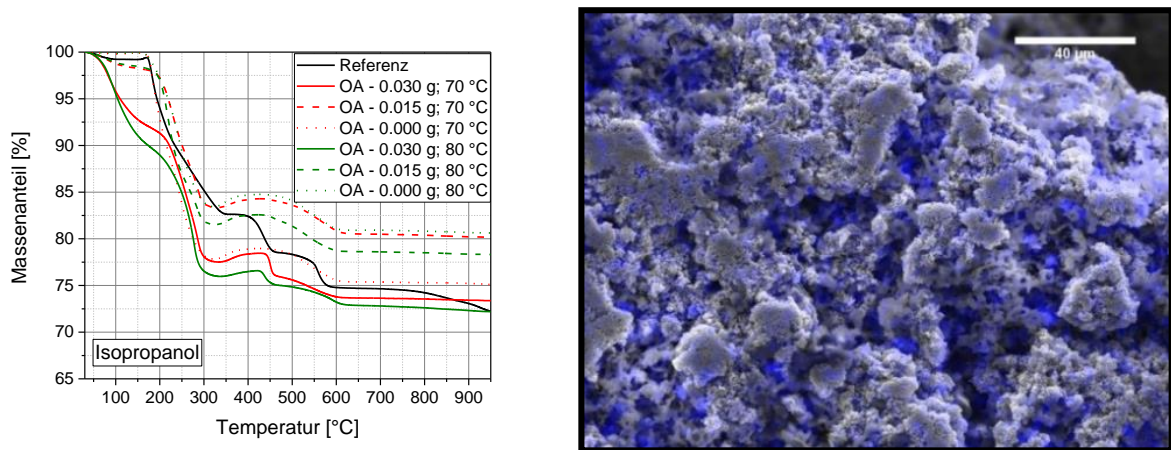 100
95
90
85
80
75
70
65
Massenanteil [%]
Referenz
OA - 0.030 g; 70 °C
OA - 0.015 g; 70 °C
OA - 0.000 g; 70 °C
OA - 0.030 g; 80 °C
OA - 0.015 g; 80 °C
OA - 0.000 g; 80 °C
Isopropanol
100 200 300 400 500 600 700 800 900
Temperatur [°C]
40 µm